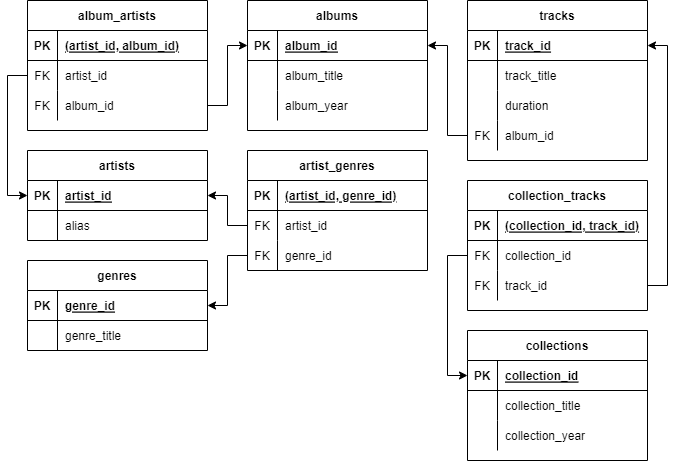 album_artists
PK (artist_id, album_id)
FK artist_id
FK album_id
albums
PK album_id
album_title
album_year
tracks
PK track_id
track_title
duration
FK album_id
artists
PK artist_id
alias
artist_genres
PK (artist_id, genre_id)
FK artist_id
FK genre_id
collection_tracks
PK (collection_id, track_id)
FK collection_id
FK track_id
genres
PK genre_id
genre_title
collections
PK collection_id
collection_title
collection_year